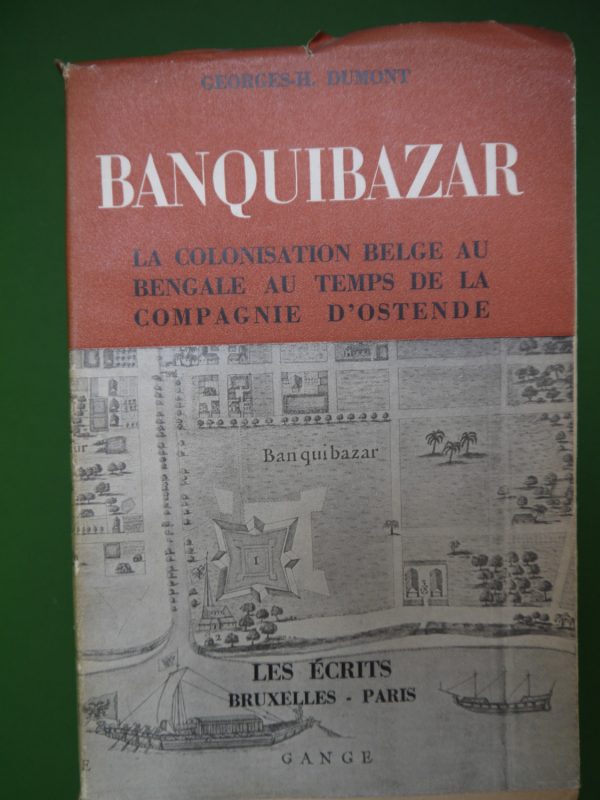 GEORGES-H. DUMONT
BANQUIBAZAR
LA COLONISATION BELGE AU
BENGALE AU TEMPS DE LA
COMPAGNIE D'OSTENDE
Banquibazar
I
2
LES ÉCRITS
BRUXELLES - PARIS
E GANGE